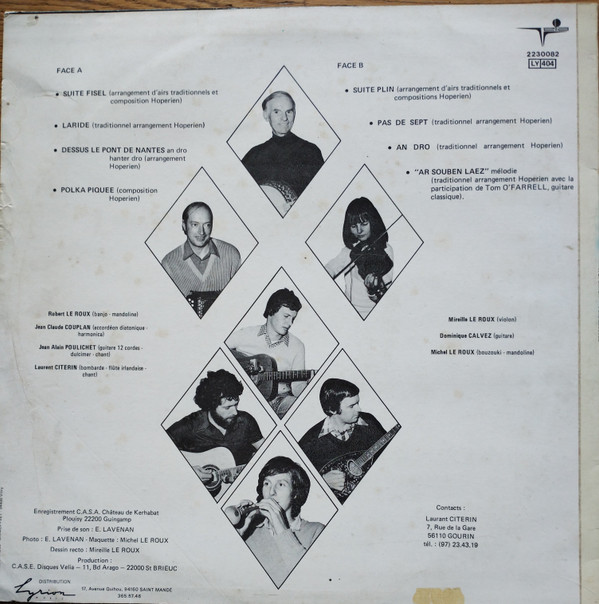 2230082
LY 404
FACE A
• SUITE FISEL (arrangement d'airs traditionnels et
composition Hoperien)
• LARIDE (traditionnel arrangement Hoperien)
• DESSUS LE PONT DE NANTES an dro
hanter dro (arrangement
Hoperien)
• POLKA PIQUEE (composition
Hoperien)
FACE B
• SUITE PLIN (arrangement d'airs traditionnels et
compositions Hoperien)
• PAS DE SEPT (traditionnel arrangement Hoperien)
• AN DRO (traditionnel arrangement Hoperien)
• "AR SOUBEN LAEZ" mélodie
(traditionnel arrangement Hoperien avec la
participation de Tom O'FARRELL, guitare
classique).
Robert LE ROUX (banjo - mandoline)
Jean Claude COUPLAN (accordéon diatonique -
harmonica)
Jean Alain POULICHET (guitare 12 cordes -
dulcimer - chant)
Laurent CITERIN (bombarde - flûte irlandaise -
chant)
Mireille LE ROUX (violon)
Dominique CALVEZ (guitare)
Michel LE ROUX (bouzouki - mandoline)
Enregistrement C.A.S.A. Château de Kerhabat
Plouisy 22200 Guingamp
Prise de son : E. LAVENAN
Photo : E. LAVENAN - Maquette : Michel LE ROUX
Dessin recto : Mireille LE ROUX
Production :
C.A.S.E. Disques Velia - 11, Bd Arago - 22000 St BRIEUC
Contacts :
Laurant CITERIN
7, Rue de la Gare
56110 GOURIN
tél. : (97) 23.43.19
DISTRIBUTION
Lyrion
17, Avenue Quihou, 94160 SAINT MANDÉ